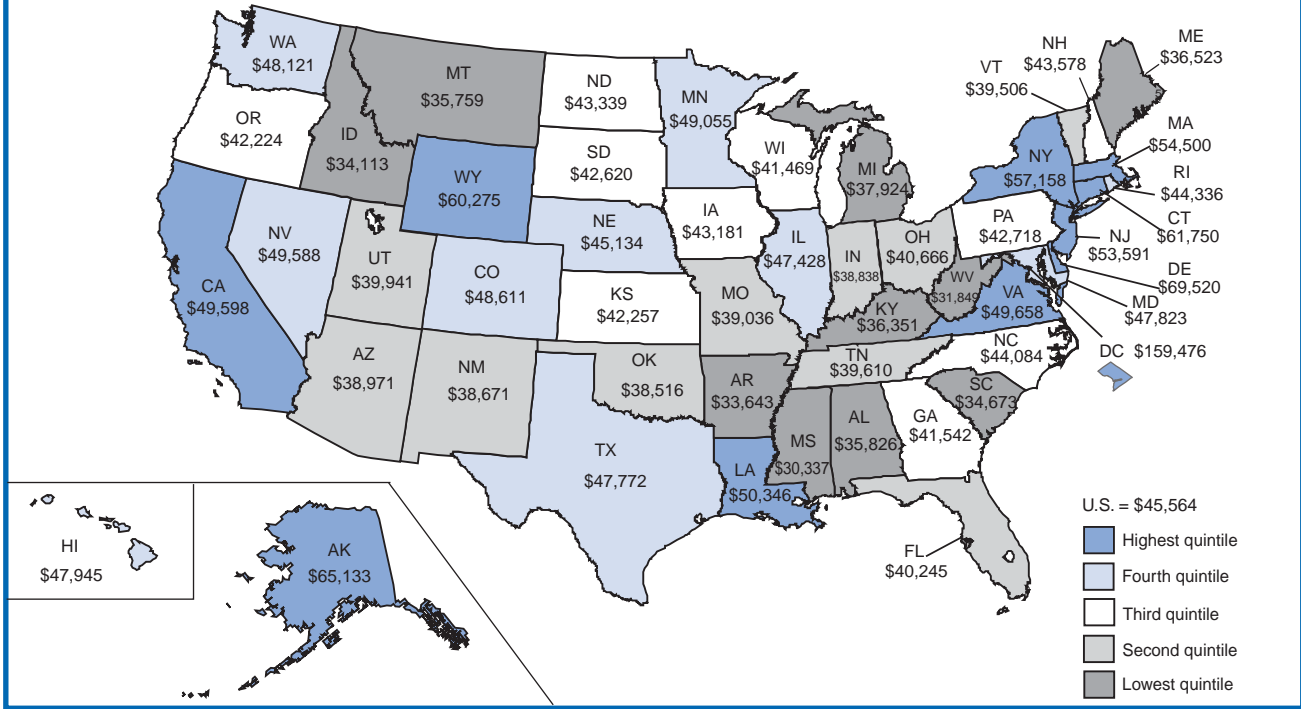 WA
$48,121
OR
$42,224
MT
$35,759
ID
$34,113
WY
$60,275
ND
$43,339
SD
$42,620
MN
$49,055
WI
$41,469
MI
$37,924
NE
$45,134
IA
$43,181
IL
$47,428
IN
$38,838
OH
$40,666
PA
$42,718
NY
$57,158
VT
$39,506
NH
$43,578
ME
$36,523
MA
$54,500
RI
$44,336
CT
$61,750
NJ
$53,591
DE
$69,520
MD
$47,823
DC $159,476
CA
$49,598
NV
$49,588
UT
$39,941
CO
$48,611
KS
$42,257
MO
$39,036
KY
$36,351
WV
$31,849
VA
$49,658
AZ
$38,971
NM
$38,671
OK
$38,516
AR
$33,643
TN
$39,610
NC
$44,084
SC
$34,673
TX
$47,772
LA
$50,346
MS
$30,337
AL
$35,826
GA
$41,542
FL
$40,245
HI
$47,945
AK
$65,133
U.S. = $45,564
Highest quintile
Fourth quintile
Third quintile
Second quintile
Lowest quintile